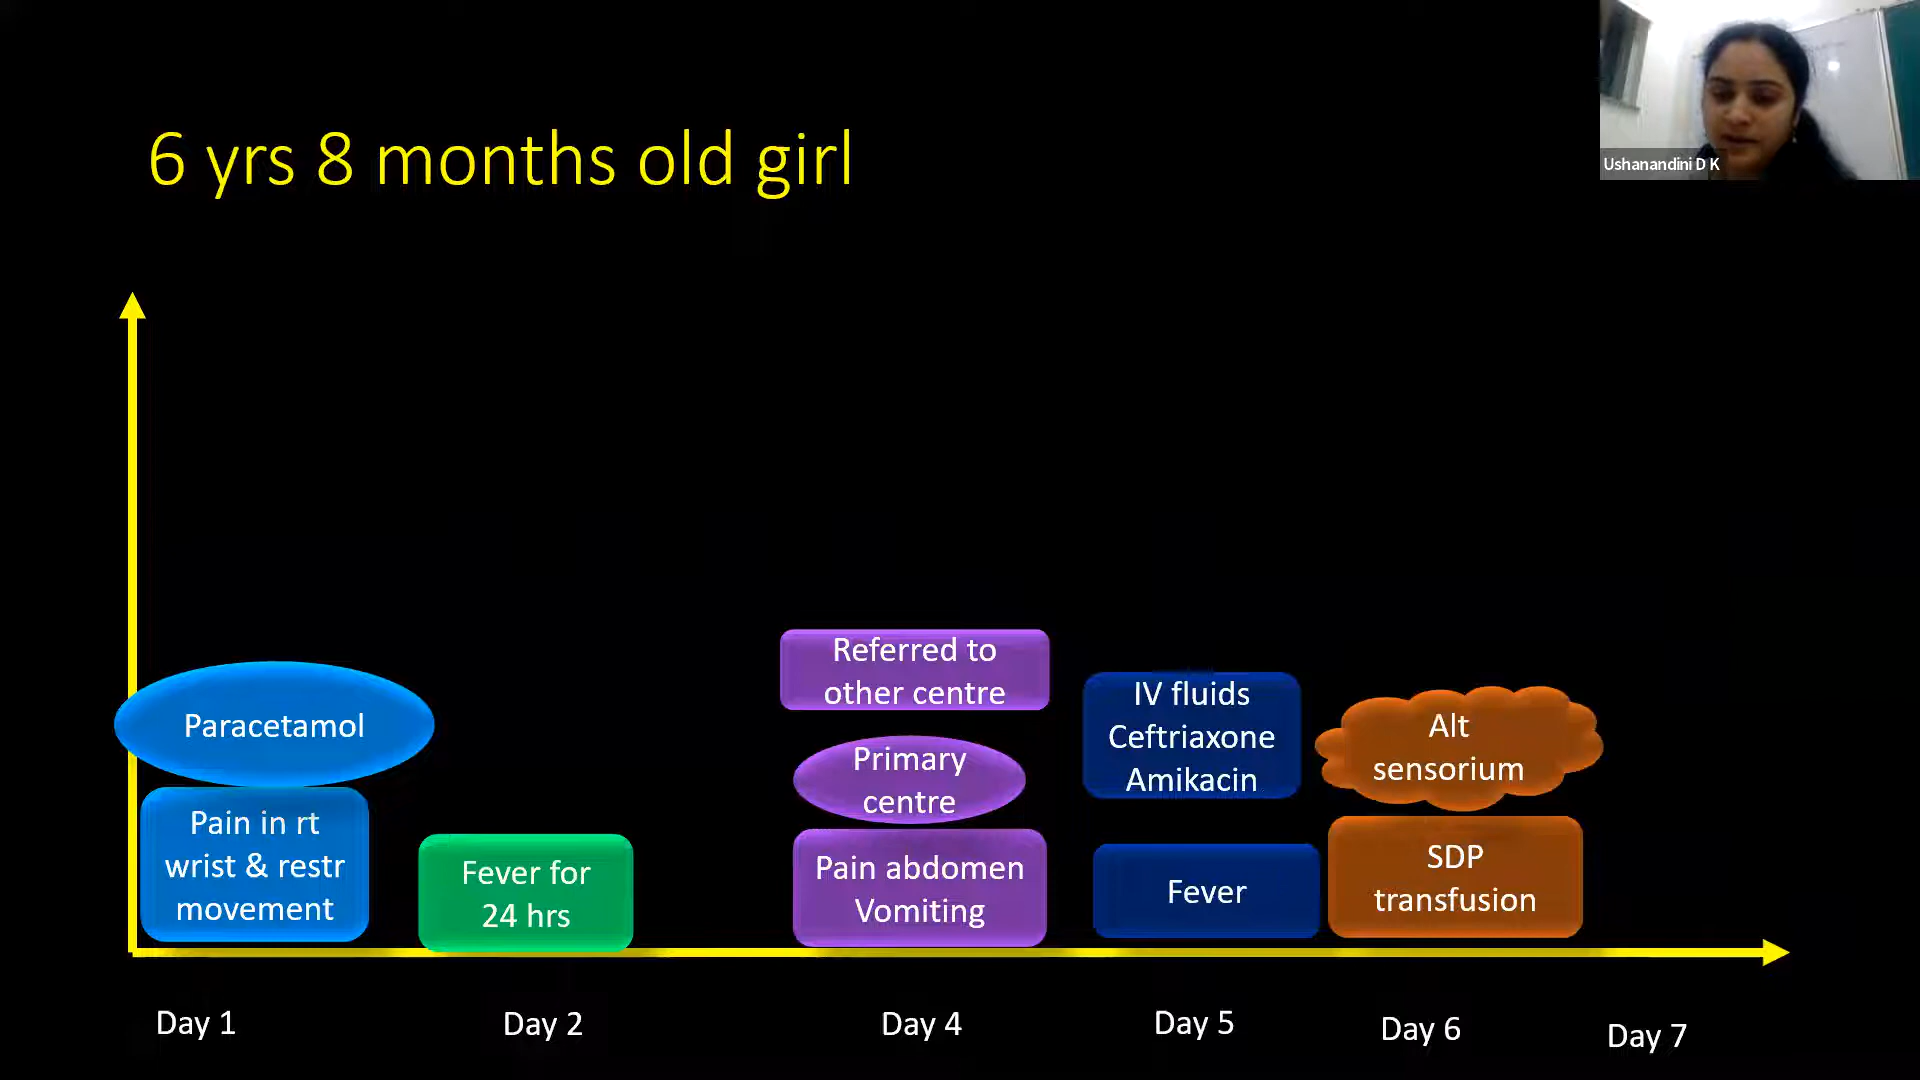 6 yrs 8 months old girl
Ushanandini D K
Paracetamol
Pain in rt
wrist & restr
movement
Fever for
24 hrs
Referred to
other centre
Primary
centre
Pain abdomen
Vomiting
IV fluids
Ceftriaxone
Amikacin
Fever
Alt
sensorium
SDP
transfusion
Day 1
Day 2
Day 4
Day 5
Day 6
Day 7